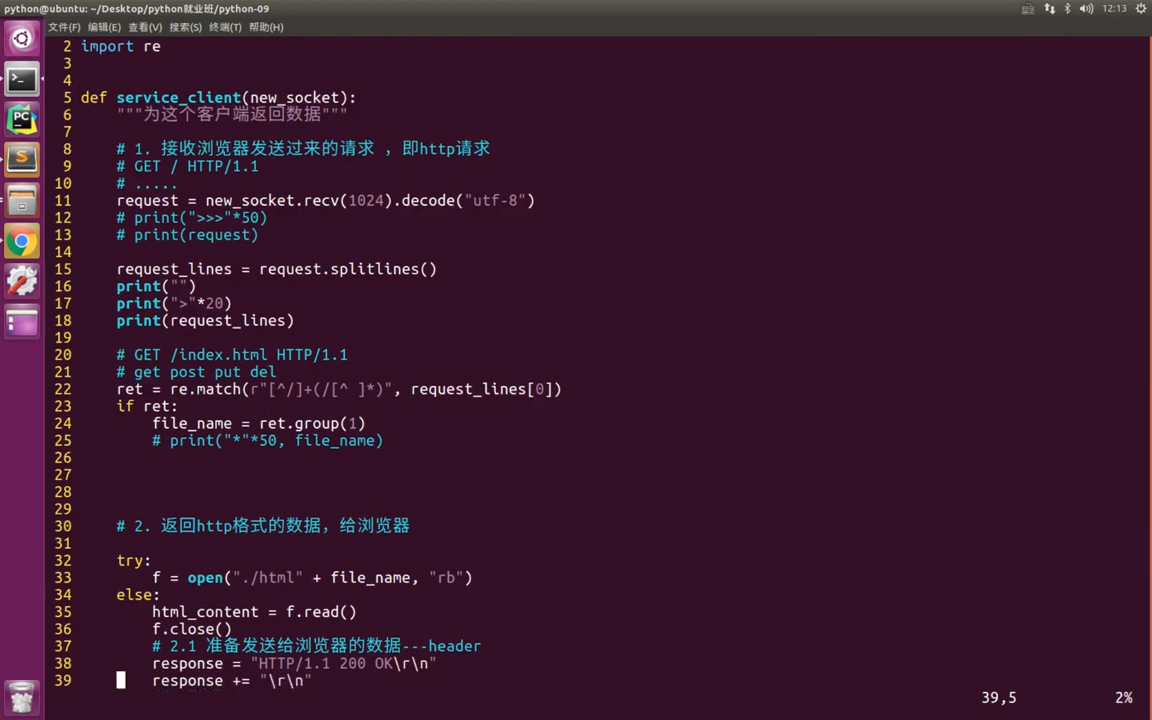 python@ubuntu: ~/Desktop/python就业班/python-09
12:13
文件(F) 编辑(E) 查看(V) 搜索(S) 终端(T) 帮助(H)
2 import re
3
4
5 def service_client(new_socket):
6 """为这个客户端返回数据"""
7
8 # 1. 接收浏览器发送过来的请求 ，即http请求
9 # GET / HTTP/1.1
10 # .....
11 request = new_socket.recv(1024).decode("utf-8")
12 # print(">>>"*50)
13 # print(request)
14
15 request_lines = request.splitlines()
16 print("")
17 print(">"*20)
18 print(request_lines)
19
20 # GET /index.html HTTP/1.1
21 # get post put del
22 ret = re.match(r"[^/]+(/[^ ]*)", request_lines[0])
23 if ret:
24 file_name = ret.group(1)
25 # print("*"*50, file_name)
26
27
28
29
30 # 2. 返回http格式的数据，给浏览器
31
32 try:
33 f = open("./html" + file_name, "rb")
34 else:
35 html_content = f.read()
36 f.close()
37 # 2.1 准备发送给浏览器的数据---header
38 response = "HTTP/1.1 200 OK\r\n"
39 response += "\r\n"
39,5 2%